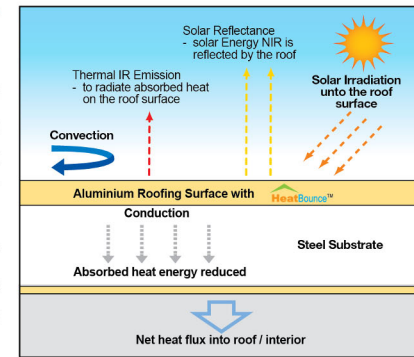 Solar Reflectance
- solar Energy NIR is
reflected by the roof
Thermal IR Emission
- to radiate absorbed heat
on the roof surface
Solar Irradiation
unto the roof
surface
Convection
Aluminium Roofing Surface with HeatBounce™
Conduction
Steel Substrate
Absorbed heat energy reduced
Net heat flux into roof / interior